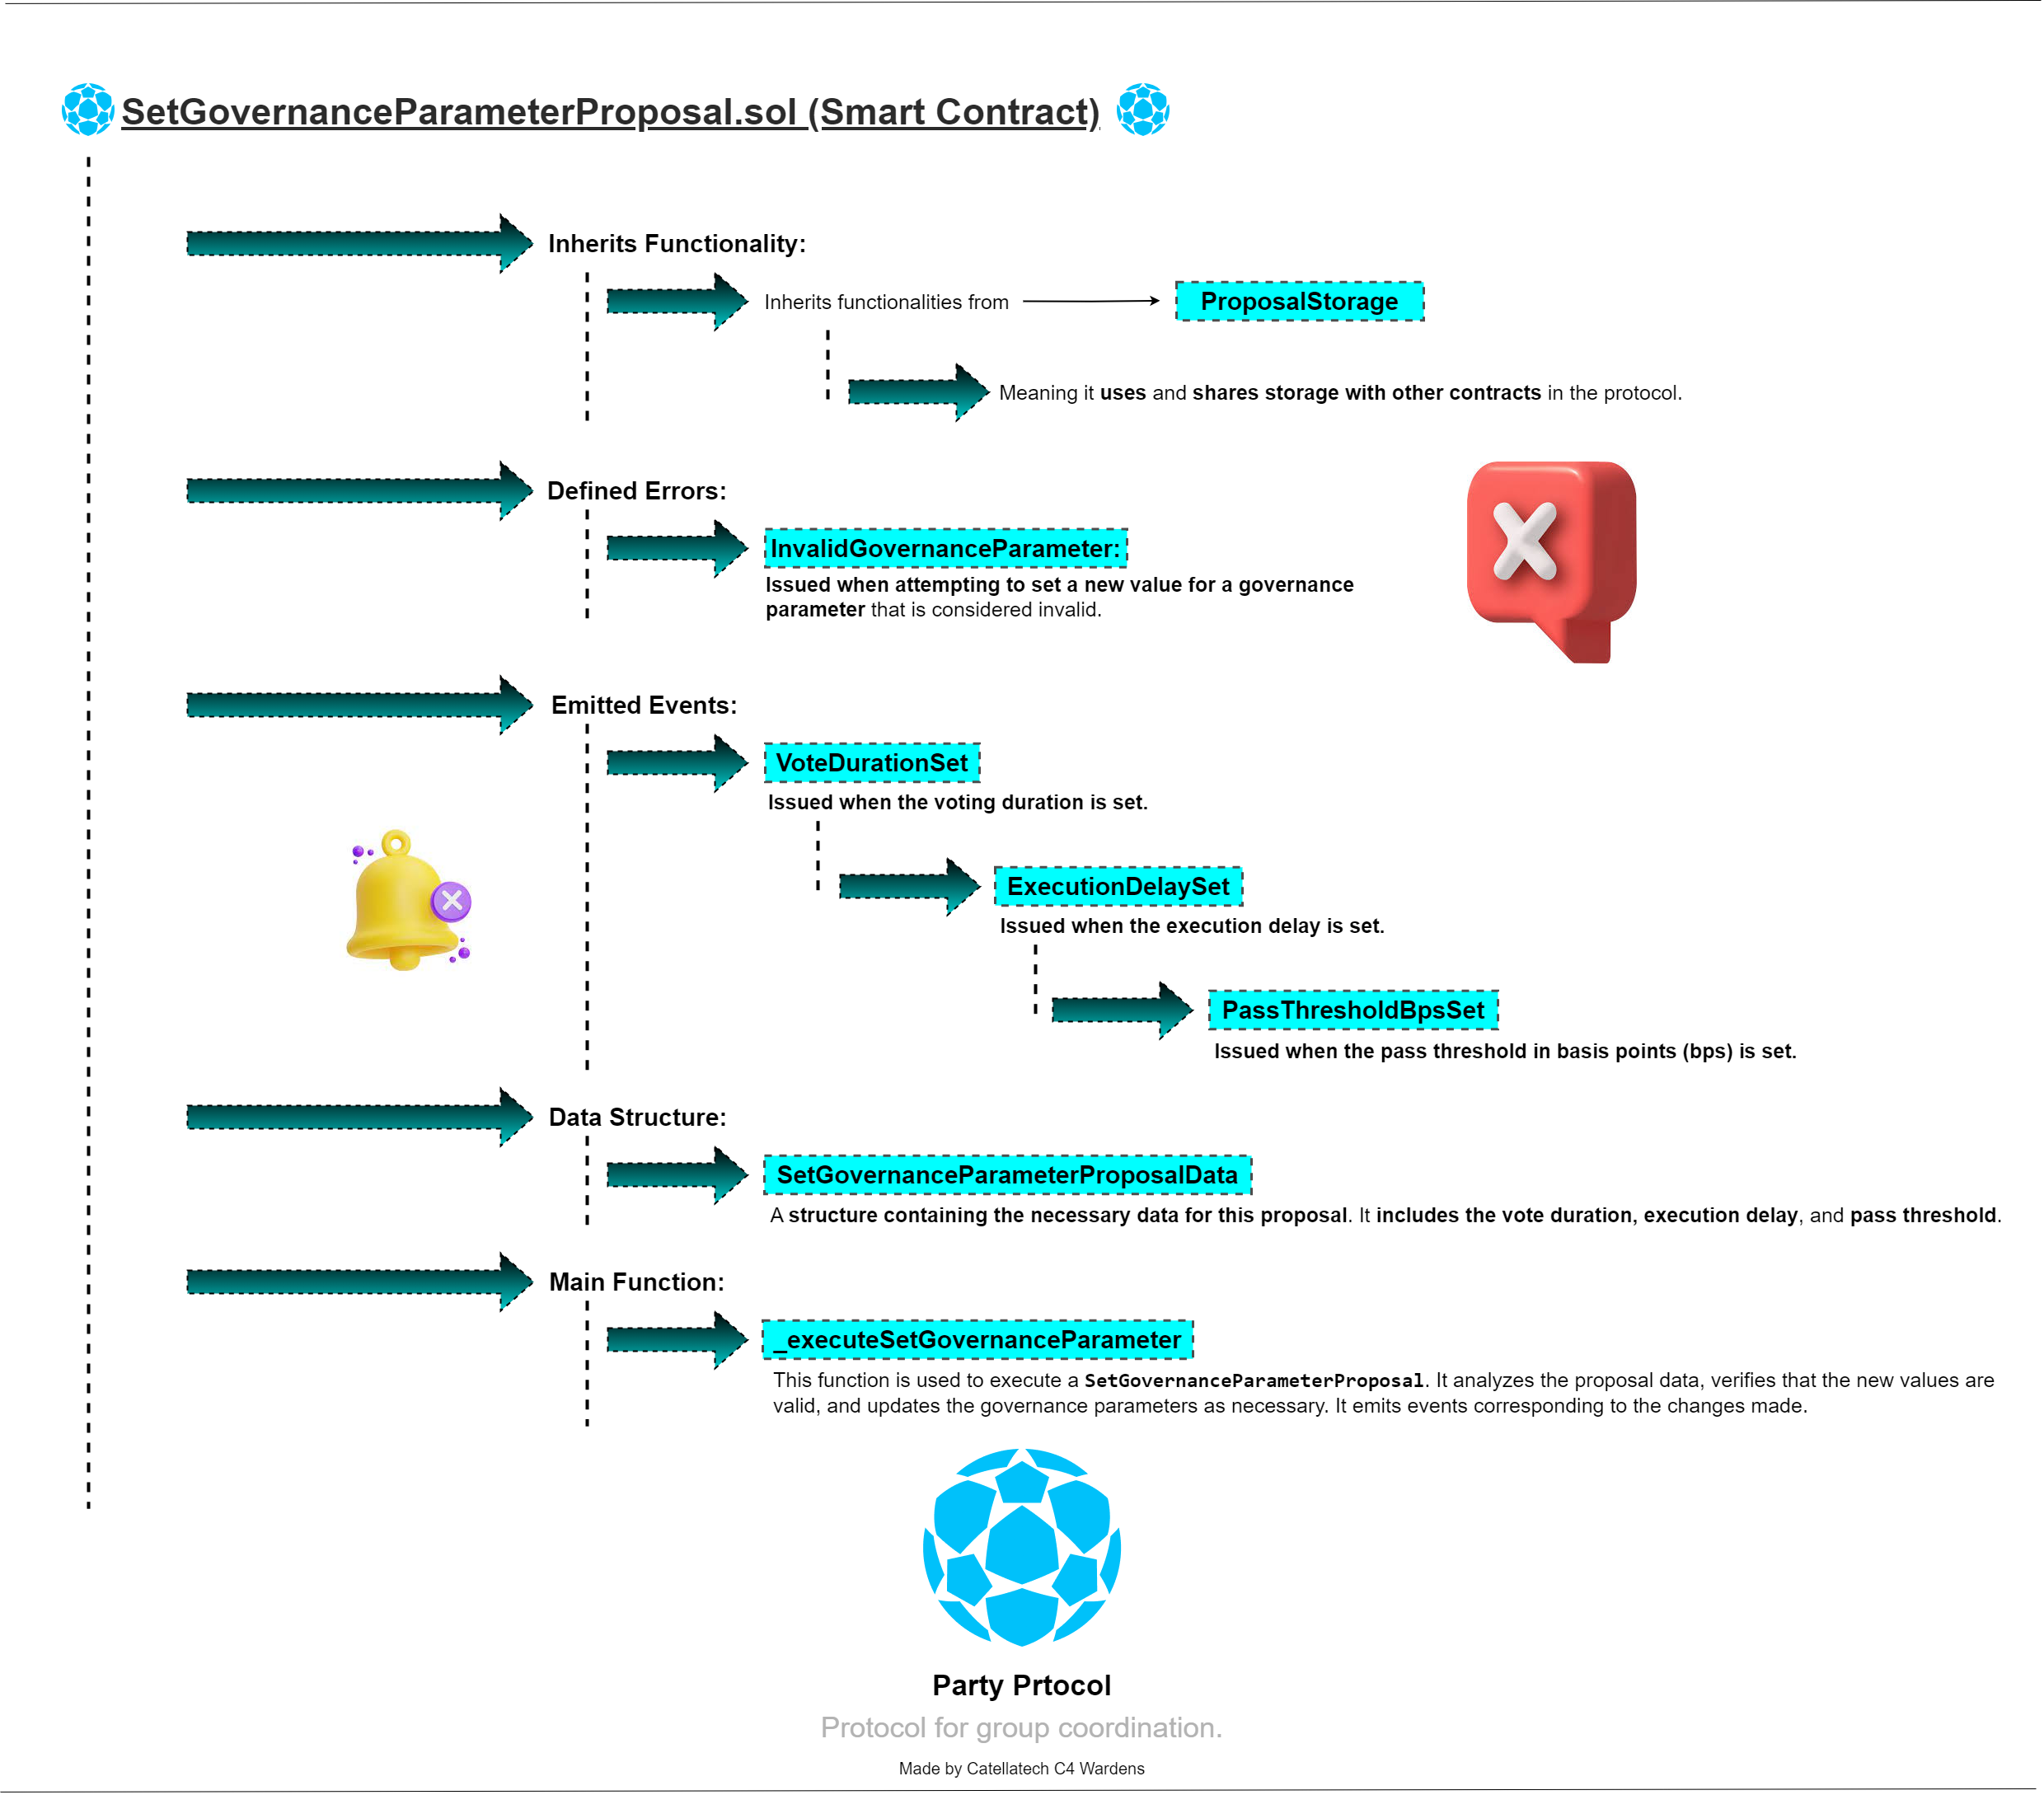 SetGovernanceParameterProposal.sol (Smart Contract)
Inherits Functionality:
Inherits functionalities from
ProposalStorage
Meaning it uses and shares storage with other contracts in the protocol.
Defined Errors:
InvalidGovernanceParameter:
Issued when attempting to set a new value for a governance
parameter that is considered invalid.
Emitted Events:
VoteDurationSet
Issued when the voting duration is set.
ExecutionDelaySet
Issued when the execution delay is set.
PassThresholdBpsSet
Issued when the pass threshold in basis points (bps) is set.
Data Structure:
SetGovernanceParameterProposalData
A structure containing the necessary data for this proposal. It includes the vote duration, execution delay, and pass threshold.
Main Function:
_executeSetGovernanceParameter
This function is used to execute a SetGovernanceParameterProposal. It analyzes the proposal data, verifies that the new values are
valid, and updates the governance parameters as necessary. It emits events corresponding to the changes made.
Party Prtocol
Protocol for group coordination.
Made by Catellatech C4 Wardens